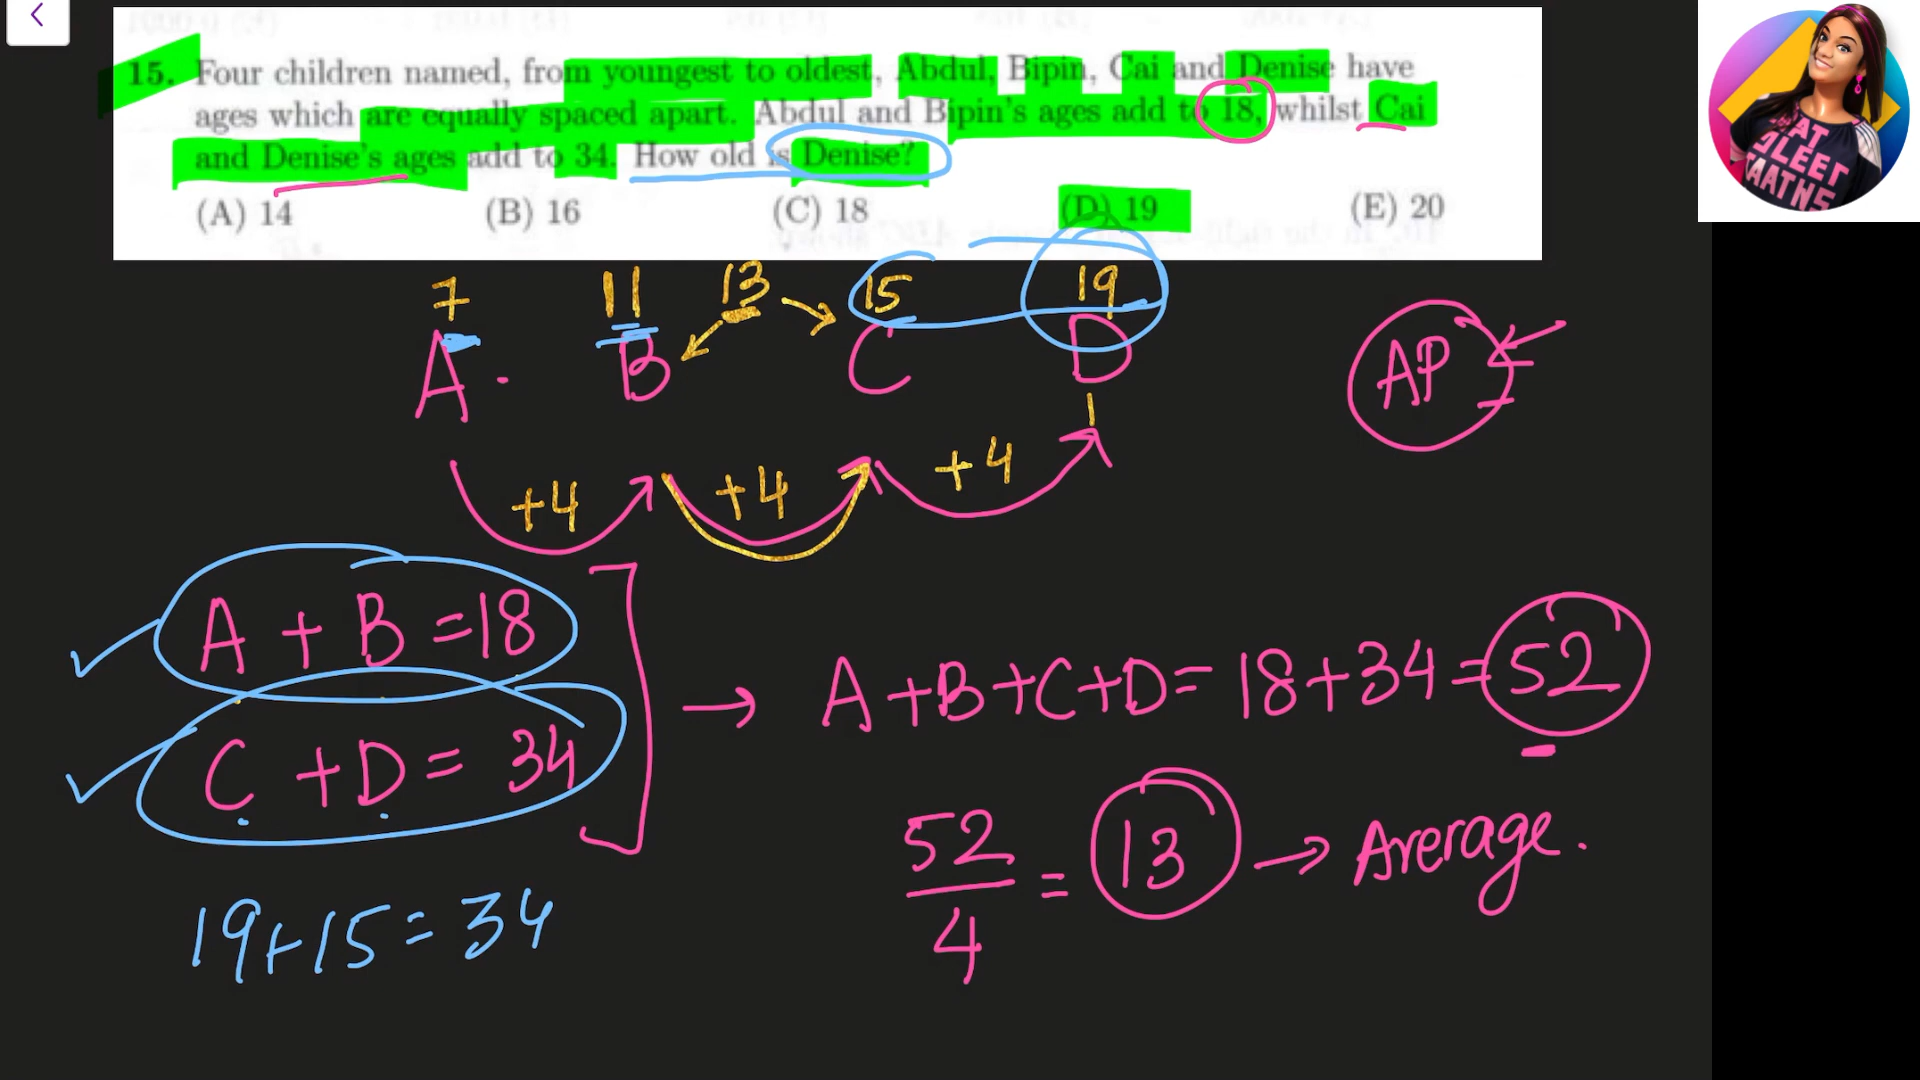 15. Four children named, from youngest to oldest, Abdul, Bipin, Cai and Denise have
ages which are equally spaced apart. Abdul and Bipin's ages add to 18, whilst Cai
and Denise's ages add to 34. How old is Denise?
(A) 14 (B) 16 (C) 18 (D) 19 (E) 20
7 11 13 15 19
A B C D
AP
+4 +4 +4
A + B = 18
C + D = 34
A + B + C + D = 18 + 34 = 52
52/4 = 13 → Average.
19 + 15 = 34